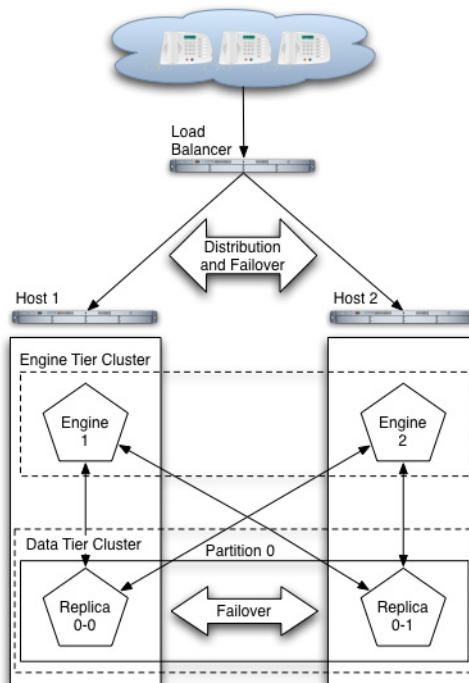 Load
Balancer
Distribution
and Failover
Host 1
Host 2
Engine Tier Cluster
Engine
1
Engine
2
Data Tier Cluster
Partition 0
Replica
0-0
Failover
Replica
0-1